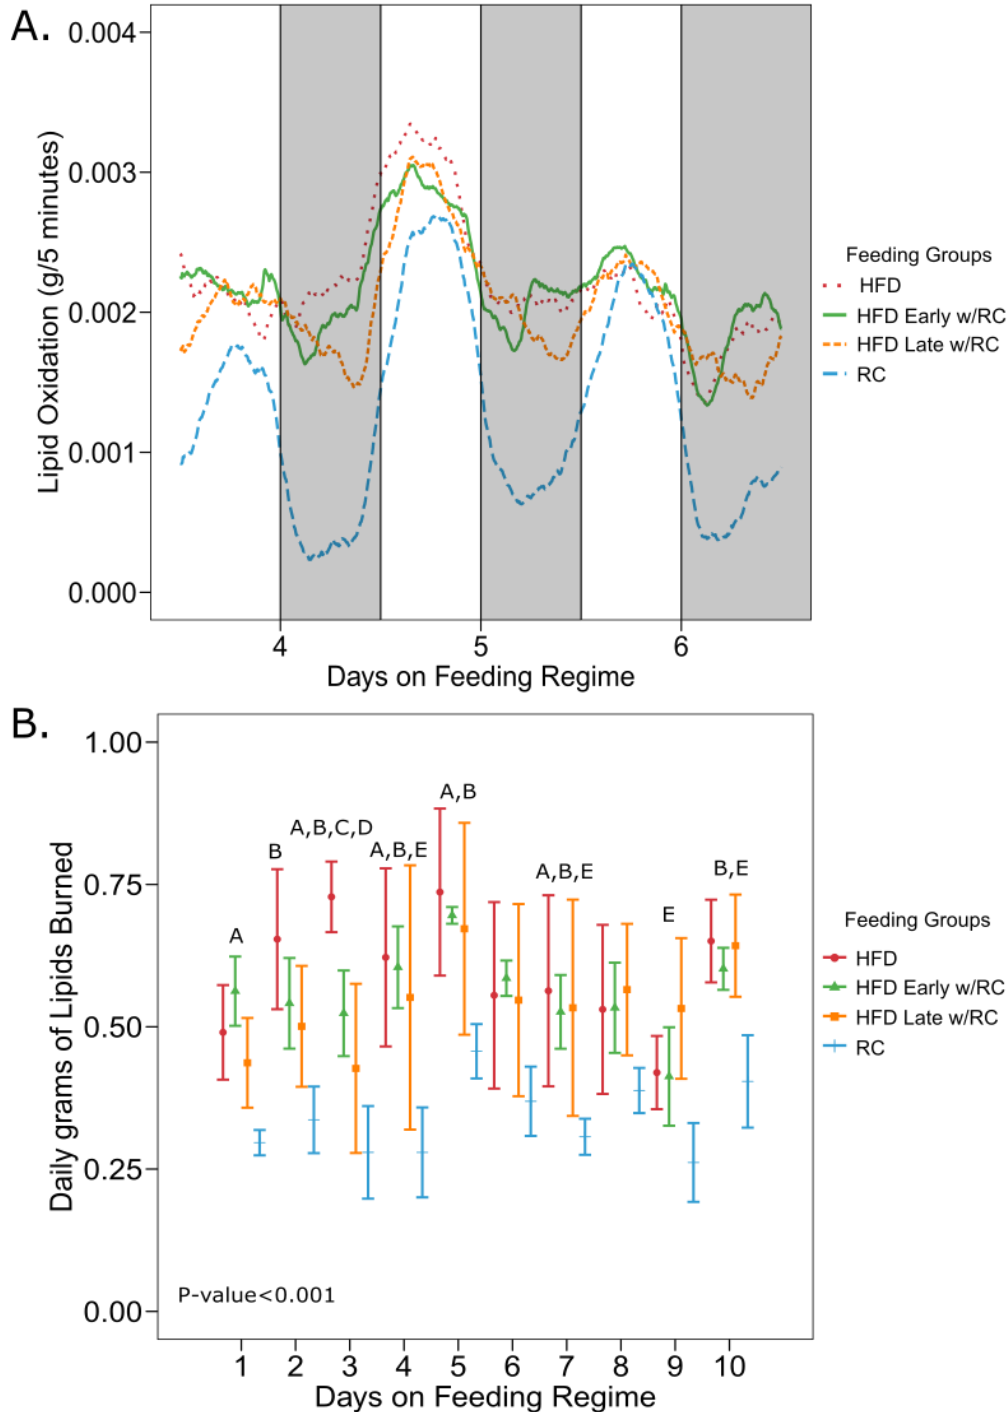 A.
0.004
0.003
0.002
0.001
0.000
Lipid Oxidation (g/5 minutes)
4 5 6
Days on Feeding Regime
Feeding Groups
HFD
HFD Early w/RC
HFD Late w/RC
RC
B.
1.00
0.75
0.50
0.25
0.00
Daily grams of Lipids Burned
A
B
A,B,C,D
A,B,E
A,B
A,B,E
E
B,E
P-value<0.001
1 2 3 4 5 6 7 8 9 10
Days on Feeding Regime
Feeding Groups
HFD
HFD Early w/RC
HFD Late w/RC
RC